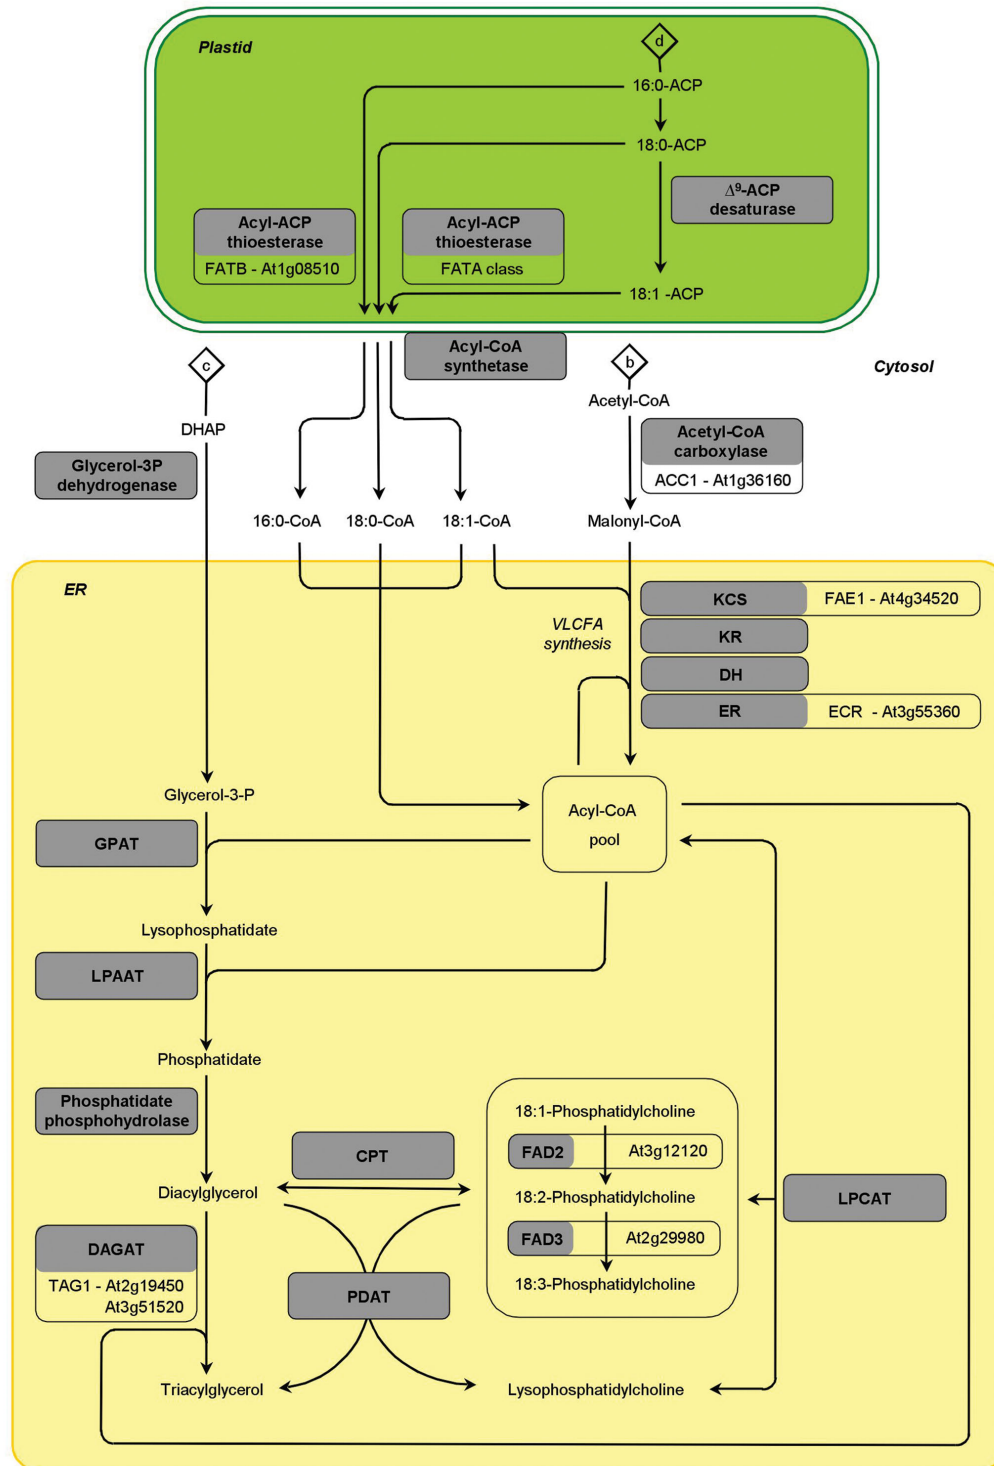 Plastid
d
16:0-ACP
18:0-ACP
Δ⁹-ACP
desaturase
Acyl-ACP
thioesterase
FATB - At1g08510
Acyl-ACP
thioesterase
FATA class
18:1 -ACP
Acyl-CoA
synthetase
c
b
Cytosol
Acetyl-CoA
DHAP
Acetyl-CoA
carboxylase
ACC1 - At1g36160
Glycerol-3P
dehydrogenase
16:0-CoA
18:0-CoA
18:1-CoA
Malonyl-CoA
ER
KCS
FAE1 - At4g34520
VLCFA
synthesis
KR
DH
ER
ECR - At3g55360
Glycerol-3-P
Acyl-CoA
pool
GPAT
Lysophosphatidate
LPAAT
Phosphatidate
Phosphatidate
phosphohydrolase
18:1-Phosphatidylcholine
FAD2
At3g12120
CPT
Diacylglycerol
18:2-Phosphatidylcholine
LPCAT
FAD3
At2g29980
DAGAT
TAG1 - At2g19450
At3g51520
18:3-Phosphatidylcholine
PDAT
Triacylglycerol
Lysophosphatidylcholine